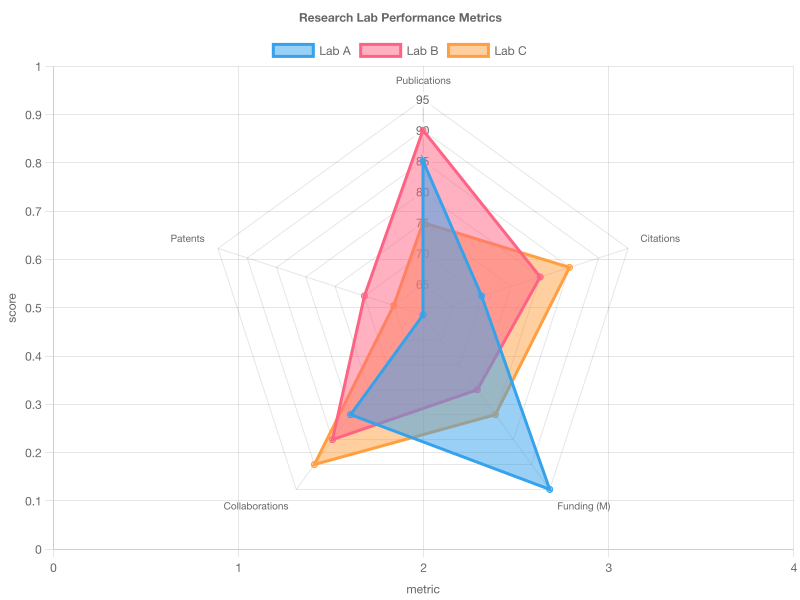 Research Lab Performance Metrics
Lab A
Lab B
Lab C
Publications
Citations
Funding (M)
Collaborations
Patents
95
90
85
80
75
70
65
1
0.9
0.8
0.7
0.6
0.5
0.4
0.3
0.2
0.1
0
score
0
1
2
3
4
metric